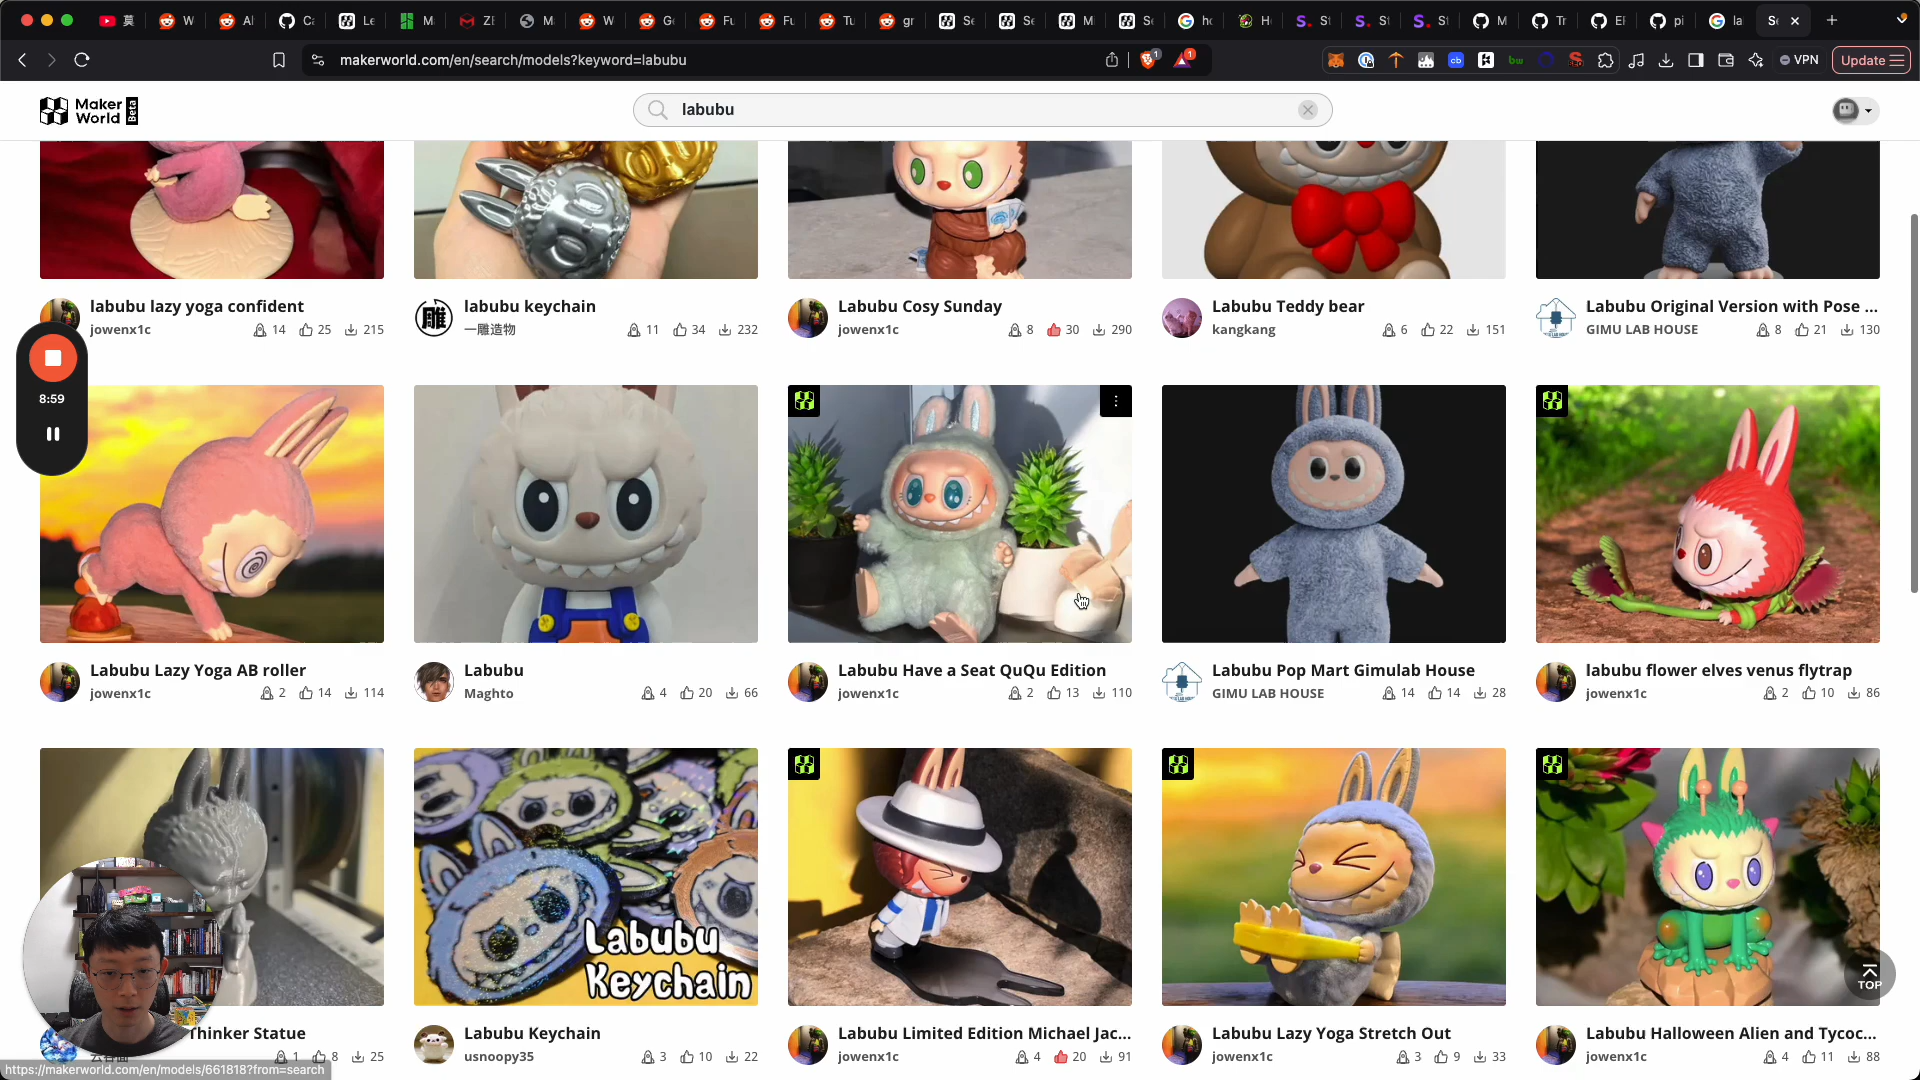 makerworld.com/en/search/models?keyword=labubu
1
1
VPN
Update
Maker
World
Beta
labubu
labubu lazy yoga confident
jowenx1c
14
25
215
labubu keychain
雕
一雕造物
11
34
232
Labubu Cosy Sunday
jowenx1c
8
30
290
Labubu Teddy bear
kangkang
6
22
151
Labubu Original Version with Pose ...
GIMU LAB HOUSE
8
21
130
8:59
Labubu Lazy Yoga AB roller
jowenx1c
2
14
114
Labubu
Maghto
4
20
66
Labubu Have a Seat QuQu Edition
jowenx1c
2
13
110
Labubu Pop Mart Gimulab House
GIMU LAB HOUSE
14
14
28
labubu flower elves venus flytrap
jowenx1c
2
10
86
Labubu
Keychain
TOP
Thinker Statue
1
8
25
Labubu Keychain
usnoopy35
3
10
22
Labubu Limited Edition Michael Jac...
jowenx1c
4
20
91
Labubu Lazy Yoga Stretch Out
jowenx1c
3
9
33
Labubu Halloween Alien and Tycoc...
jowenx1c
4
11
88
https://makerworld.com/en/models/661818?from=search